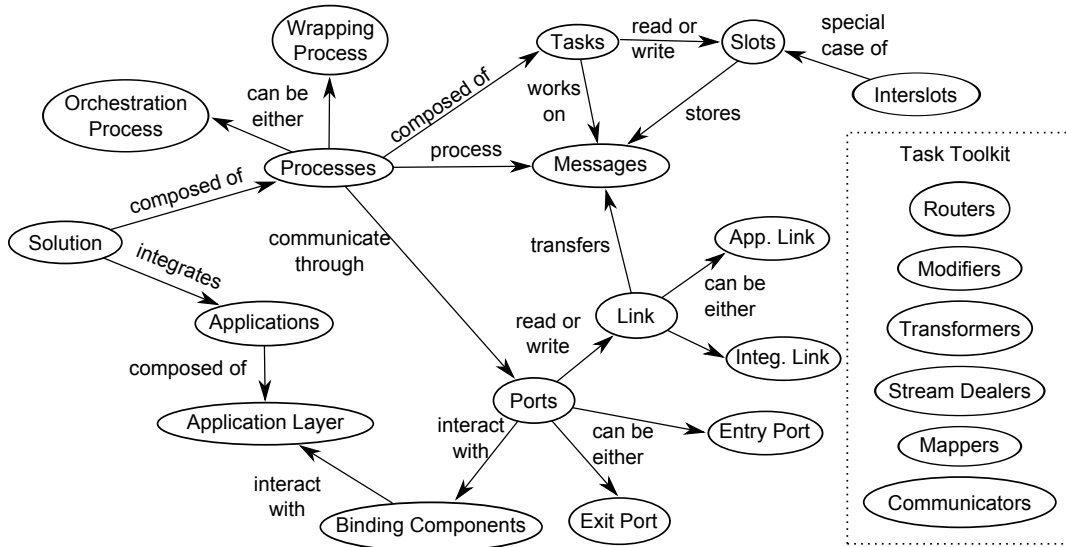 Wrapping
Process
Tasks
read or
write
Slots
special
case of
Orchestration
Process
can be
either
composed of
works
on
stores
Interslots
Processes
process
Messages
Task Toolkit
Routers
composed of
Solution
communicate
through
transfers
App. Link
Modifiers
integrates
can be
either
Applications
read or
write
Link
Transformers
Integ. Link
composed of
Stream Dealers
Application Layer
Ports
interact
with
can be
either
Entry Port
Mappers
interact
with
Binding Components
Exit Port
Communicators